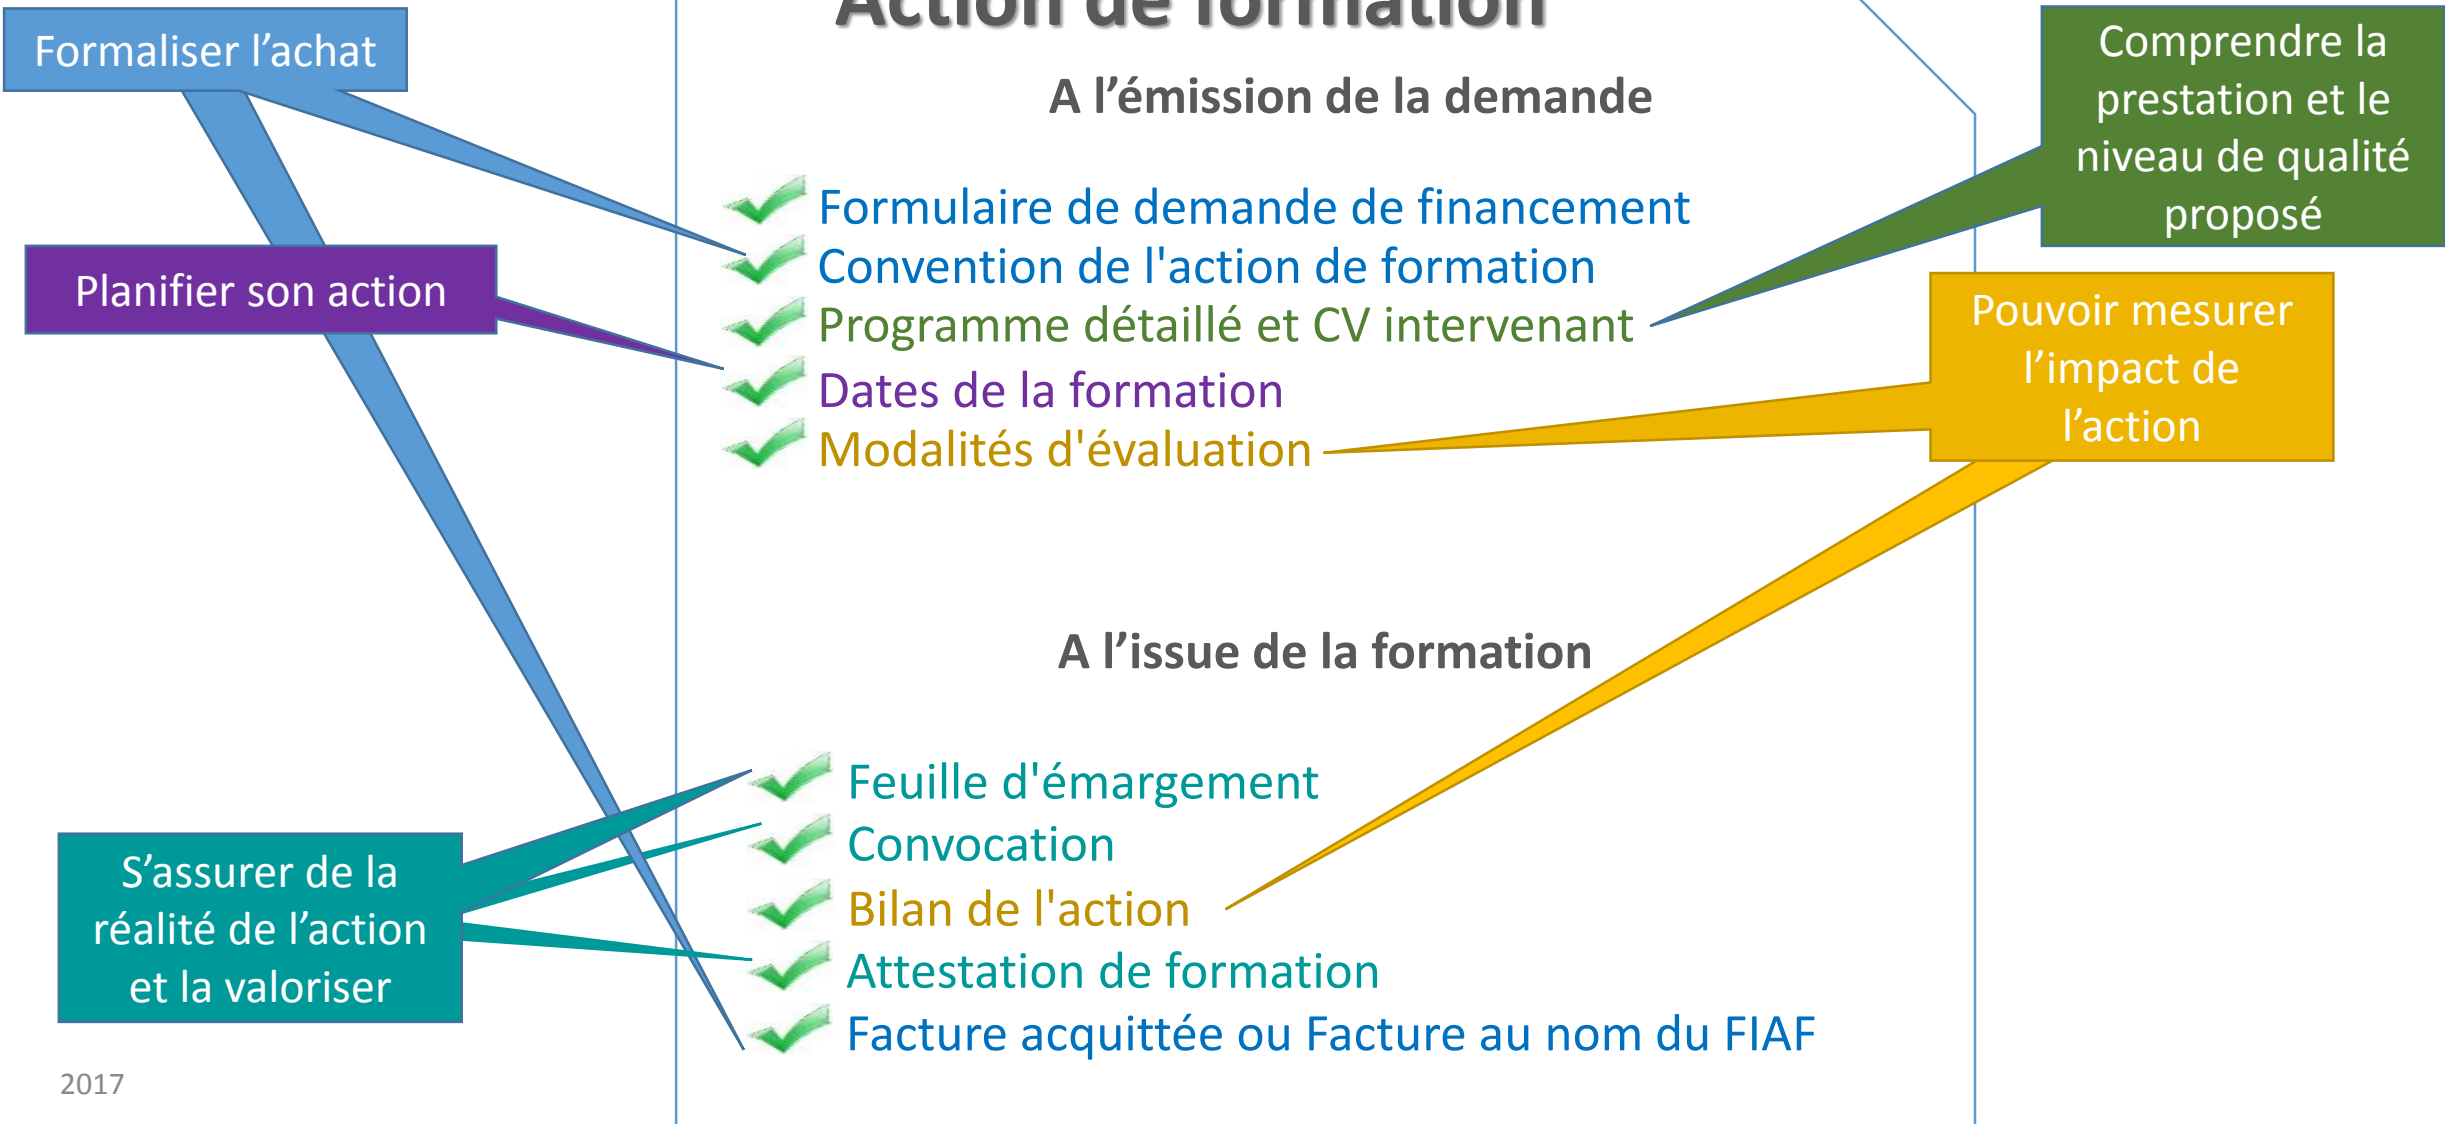 Action de formation
Formaliser l’achat
A l’émission de la demande
Comprendre la
prestation et le
niveau de qualité
proposé
Formulaire de demande de financement
Convention de l'action de formation
Programme détaillé et CV intervenant
Dates de la formation
Modalités d'évaluation
Planifier son action
Pouvoir mesurer
l’impact de
l’action
A l’issue de la formation
Feuille d'émargement
Convocation
Bilan de l'action
Attestation de formation
Facture acquittée ou Facture au nom du FIAF
S’assurer de la
réalité de l’action
et la valoriser
2017